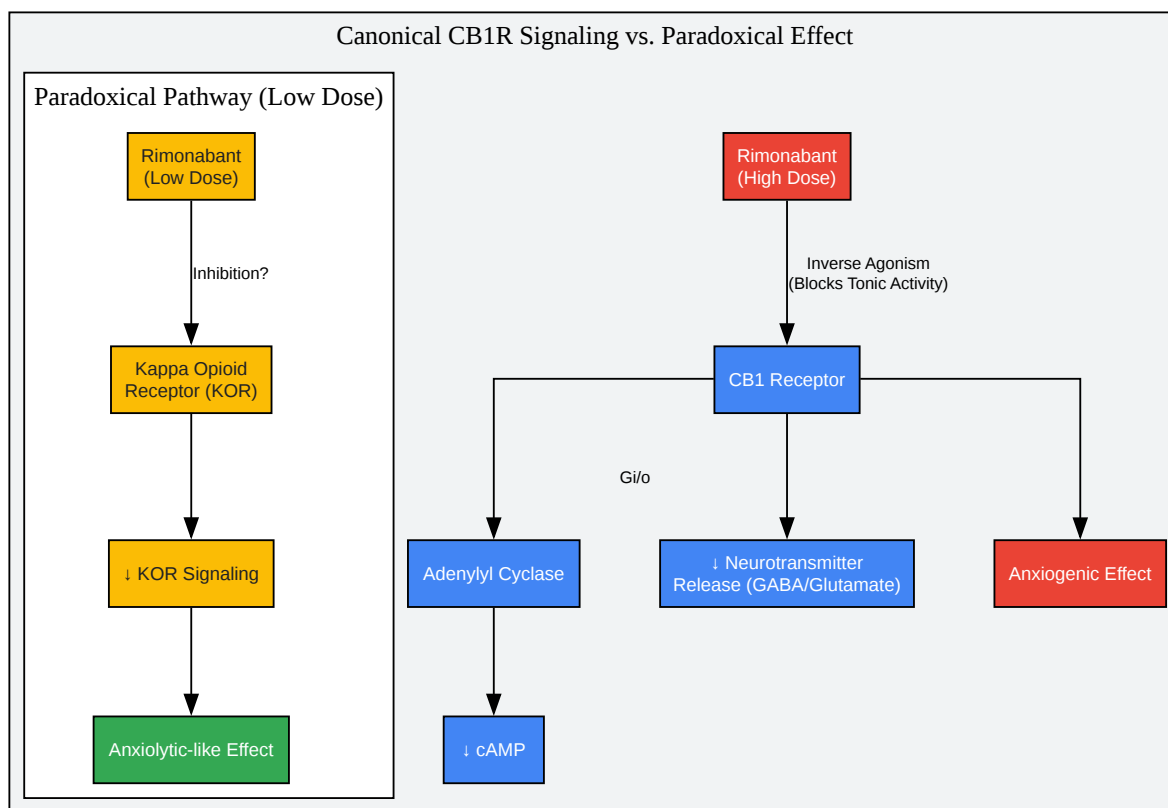 Canonical CB1R Signaling vs. Paradoxical Effect
Paradoxical Pathway (Low Dose)
Rimonabant
(Low Dose)
Inhibition?
Kappa Opioid
Receptor (KOR)
↓ KOR Signaling
Anxiolytic-like Effect
Rimonabant
(High Dose)
Inverse Agonism
(Blocks Tonic Activity)
CB1 Receptor
Gi/o
Adenylyl Cyclase
↓ Neurotransmitter
Release (GABA/Glutamate)
Anxiogenic Effect
↓ cAMP